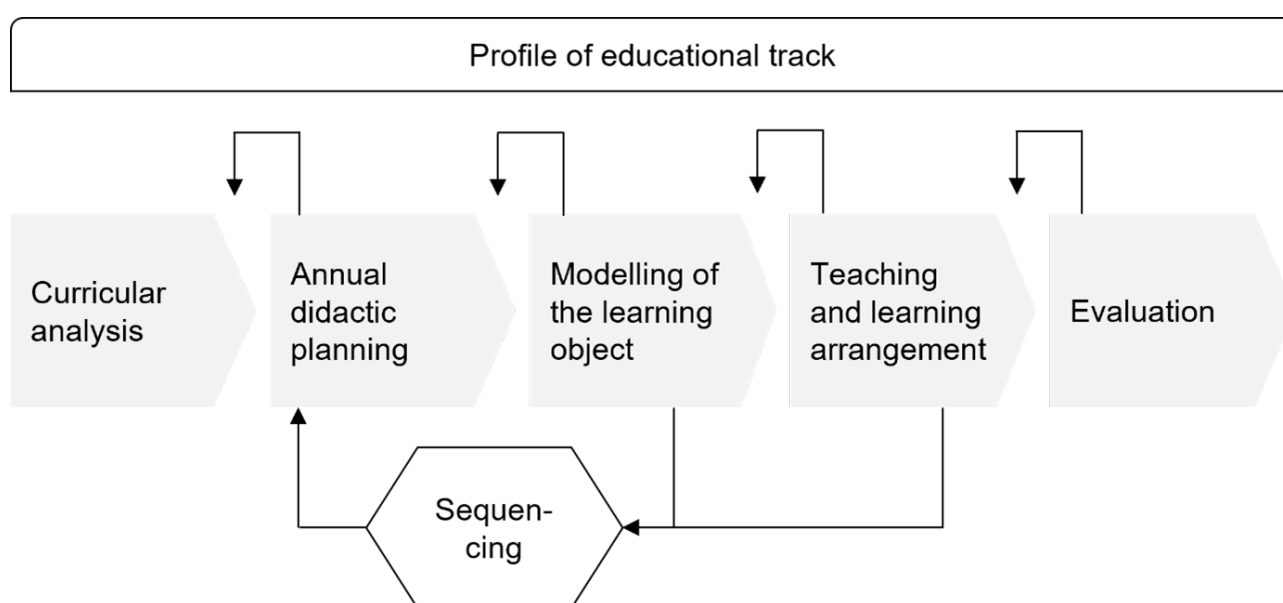 Profile of educational track
Curricular
analysis
Annual
didactic
planning
Modelling of
the learning
object
Teaching
and learning
arrangement
Evaluation
Sequen-
cing